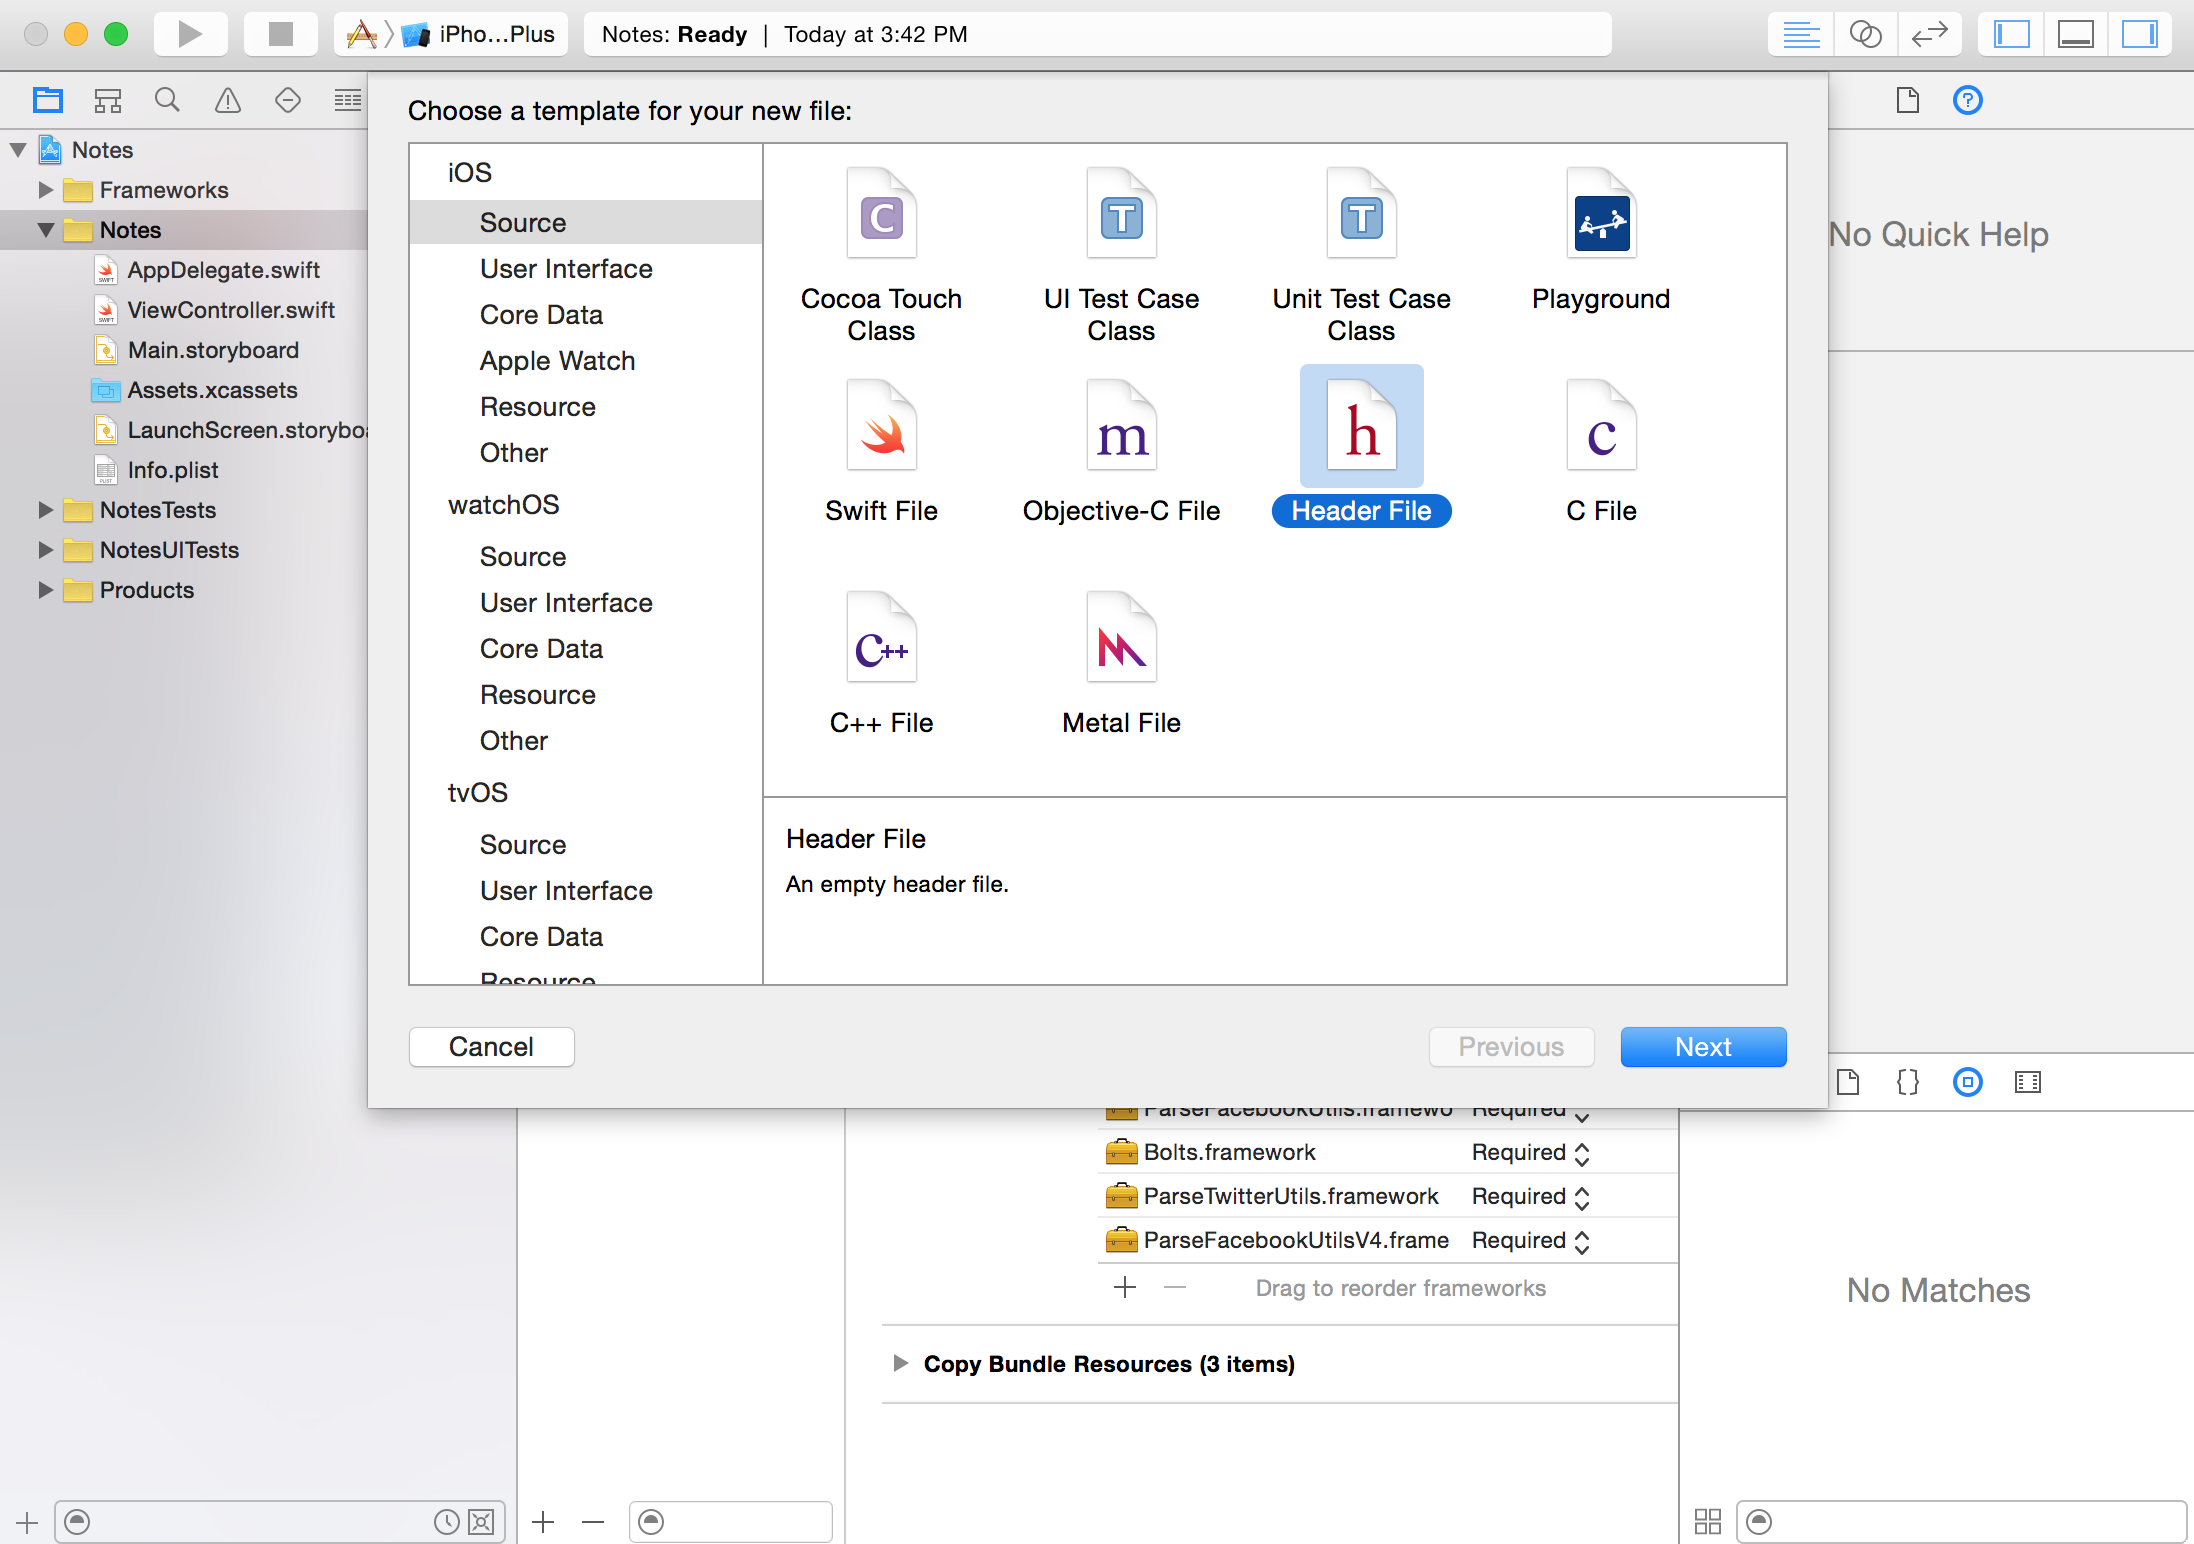 iPho...Plus
Notes: Ready | Today at 3:42 PM
Choose a template for your new file:
Notes
Frameworks
Notes
AppDelegate.swift
ViewController.swift
Main.storyboard
Assets.xcassets
LaunchScreen.storyboa
Info.plist
NotesTests
NotesUITests
Products
iOS
Source
User Interface
Core Data
Apple Watch
Resource
Other
watchOS
Source
User Interface
Core Data
Resource
Other
tvOS
Source
User Interface
Core Data
Resource
C
Cocoa Touch
Class
T
UI Test Case
Class
T
Unit Test Case
Class
Playground
Swift File
m
Objective-C File
h
Header File
c
C File
C++
C++ File
Metal File
Header File
An empty header file.
Cancel
Previous
Next
No Quick Help
{}
ParseFacebookUtils.framewo Required
Bolts.framework Required
ParseTwitterUtils.framework Required
ParseFacebookUtilsV4.frame Required
Drag to reorder frameworks
Copy Bundle Resources (3 items)
No Matches